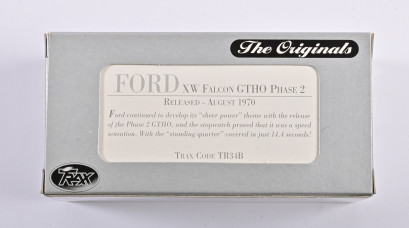 The Originals
FORD XW FALCON GTHO PHASE 2
RELEASED - AUGUST 1970
Ford continued to develop its "sheer power" theme with the release
of the Phase 2 GTHO, and the stopwatch proved that it was a speed
sensation. With the "standing quarter" covered in just 14.4 seconds!
TRAX CODE TR34B
TRAX